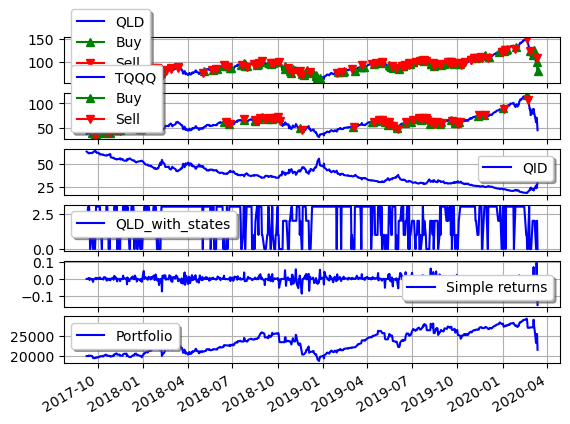 QLD
Buy
Sell
150
100
TQQQ
Buy
Sell
100
50
QID
50
25
QLD_with_states
2.5
0.0
Simple returns
0.1
0.0
−0.1
Portfolio
25000
20000
2017-10
2018-01
2018-04
2018-07
2018-10
2019-01
2019-04
2019-07
2019-10
2020-01
2020-04